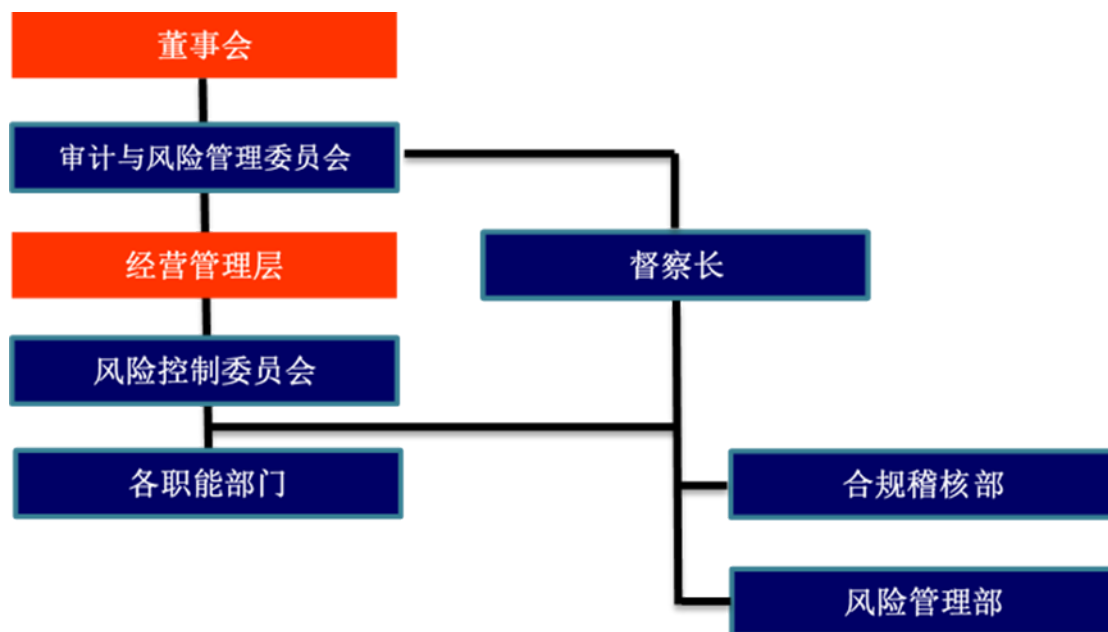 董事会
审计与风险管理委员会
经营管理层
督察长
风险控制委员会
各职能部门
合规稽核部
风险管理部